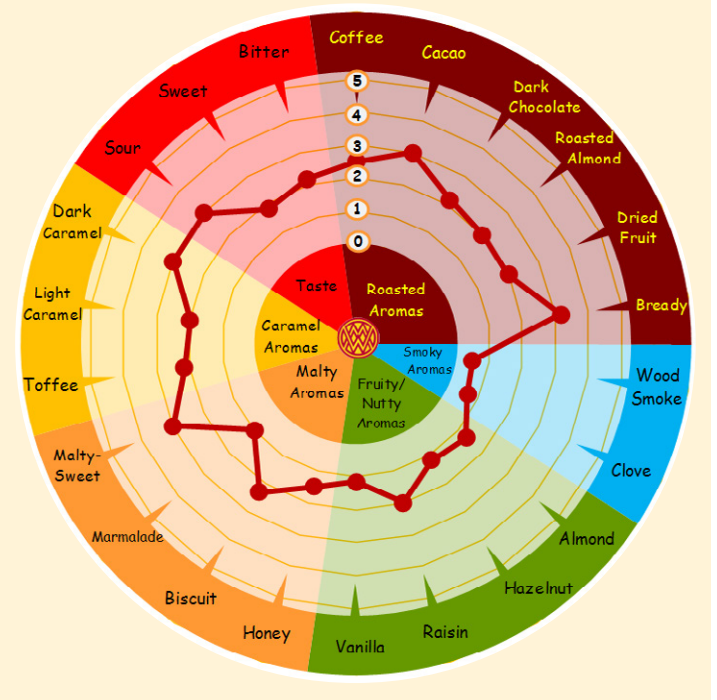 Coffee
Cacao
Dark
Chocolate
Roasted
Almond
Dried
Fruit
Bready
Wood
Smoke
Clove
Almond
Hazelnut
Raisin
Vanilla
Honey
Biscuit
Marmalade
Malty-
Sweet
Toffee
Light
Caramel
Dark
Caramel
Sour
Sweet
Bitter
5
4
3
2
1
0
Taste
Roasted
Aromas
Smoky
Aromas
Fruity/
Nutty
Aromas
Malty
Aromas
Caramel
Aromas